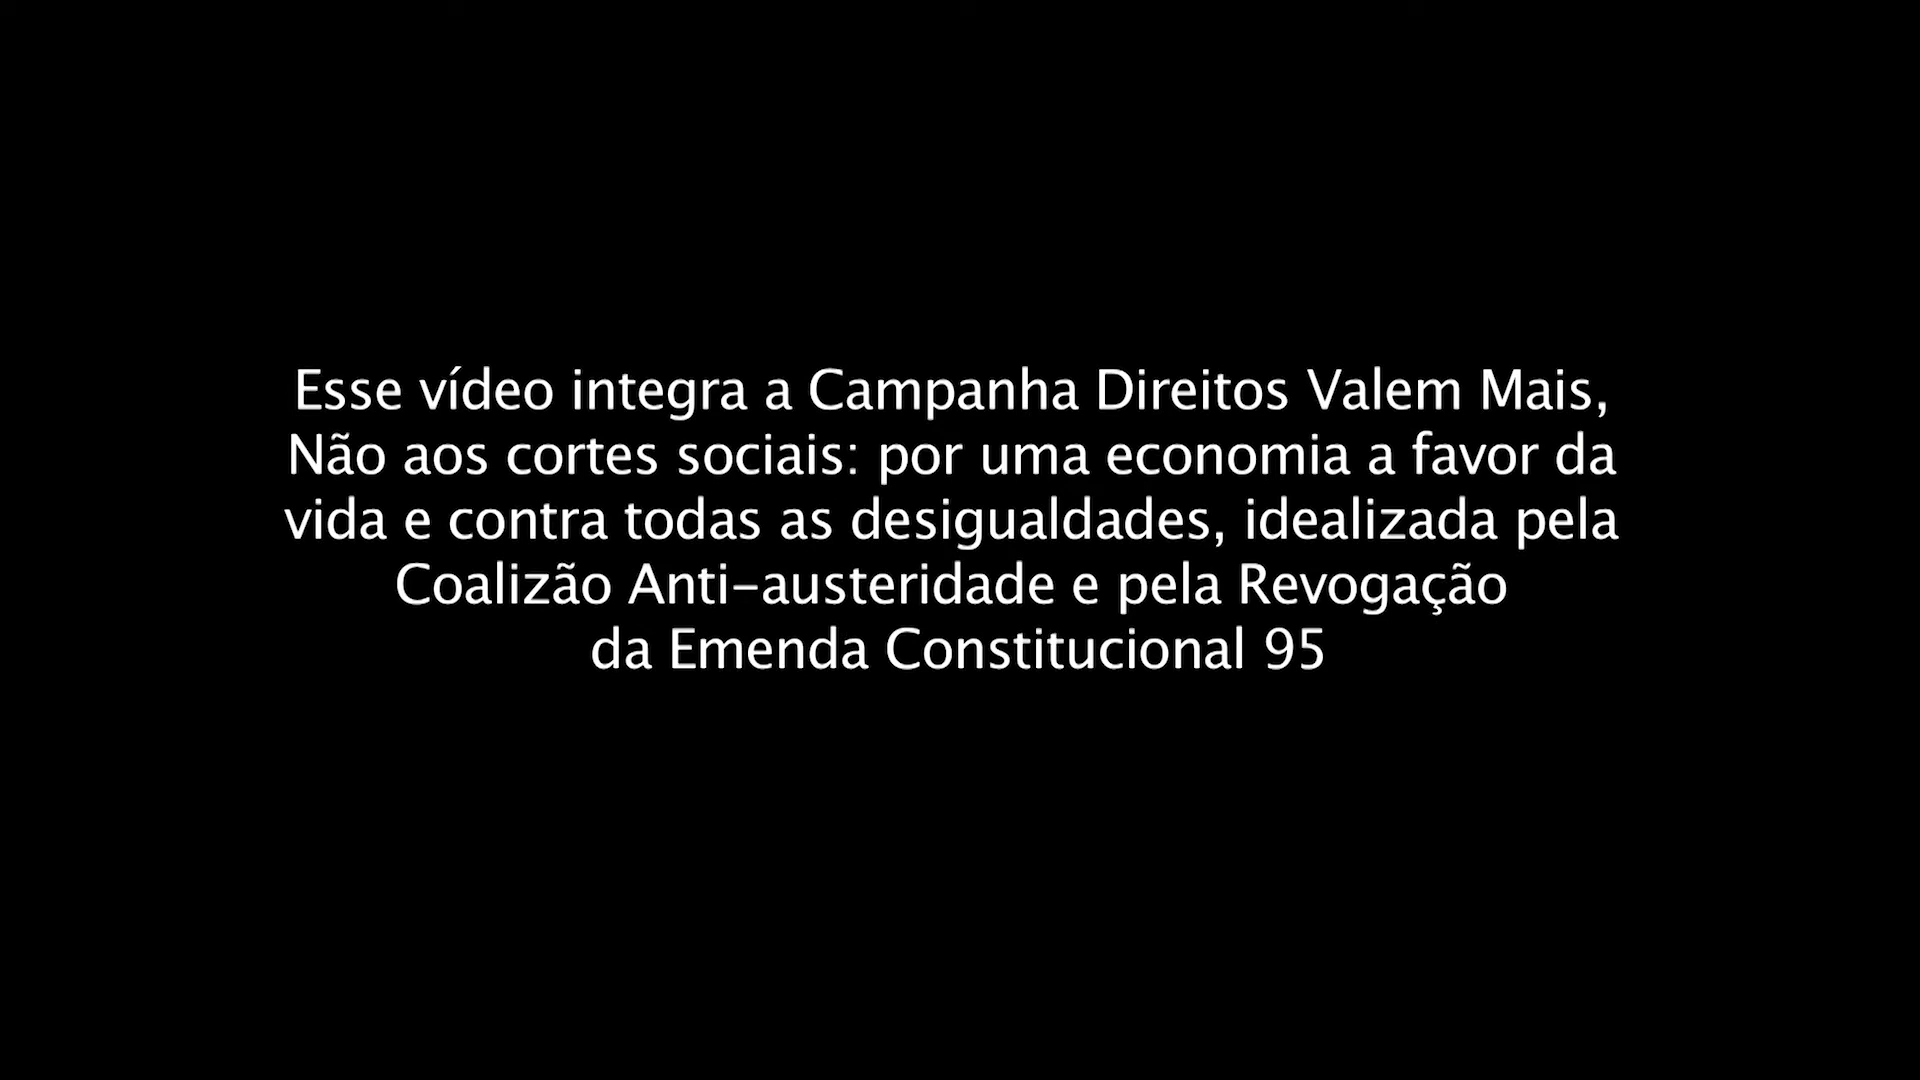 Esse vídeo integra a Campanha Direitos Valem Mais,
Não aos cortes sociais: por uma economia a favor da
vida e contra todas as desigualdades, idealizada pela
Coalizão Anti-austeridade e pela Revogação
da Emenda Constitucional 95